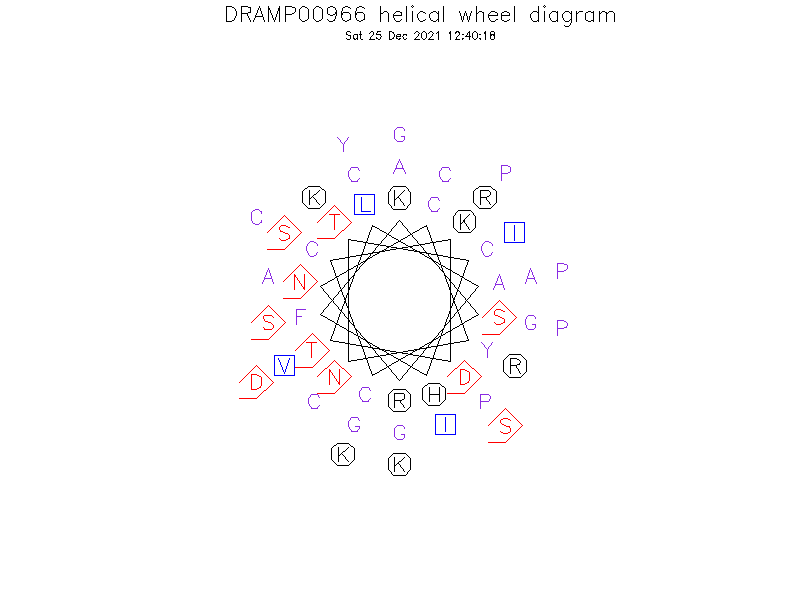 DRAMP00966 helical wheel diagram
Sat 25 Dec 2021 12:40:18
G
Y
A
C C P
K L K C K R
C S T I
C C
A N A A P
S F S G P
T Y
V R
D N D
C C R H P
G G I S
K K